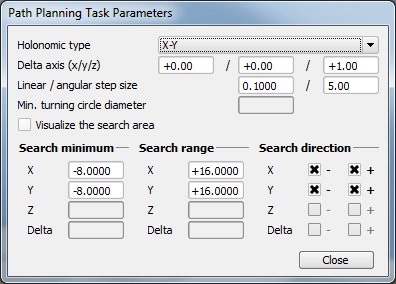 Path Planning Task Parameters
Holonomic type X-Y
Delta axis (x/y/z) +0.00 / +0.00 / +1.00
Linear / angular step size 0.1000 / 5.00
Min. turning circle diameter
Visualize the search area
Search minimum Search range Search direction
X -8.0000 X +16.0000 X - +
Y -8.0000 Y +16.0000 Y - +
Z Z Z - +
Delta Delta Delta - +
Close